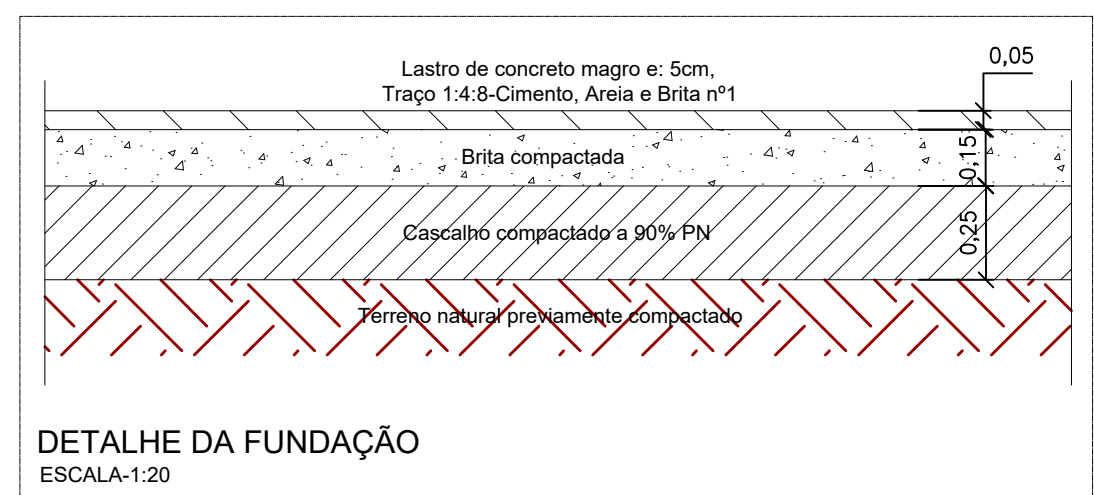 0,05
Lastro de concreto magro e: 5cm,
Traço 1:4:8-Cimento, Areia e Brita nº1
Brita compactada
0,15
Cascalho compactado a 90% PN
0,25
Terreno natural previamente compactado
DETALHE DA FUNDAÇÃO
ESCALA-1:20